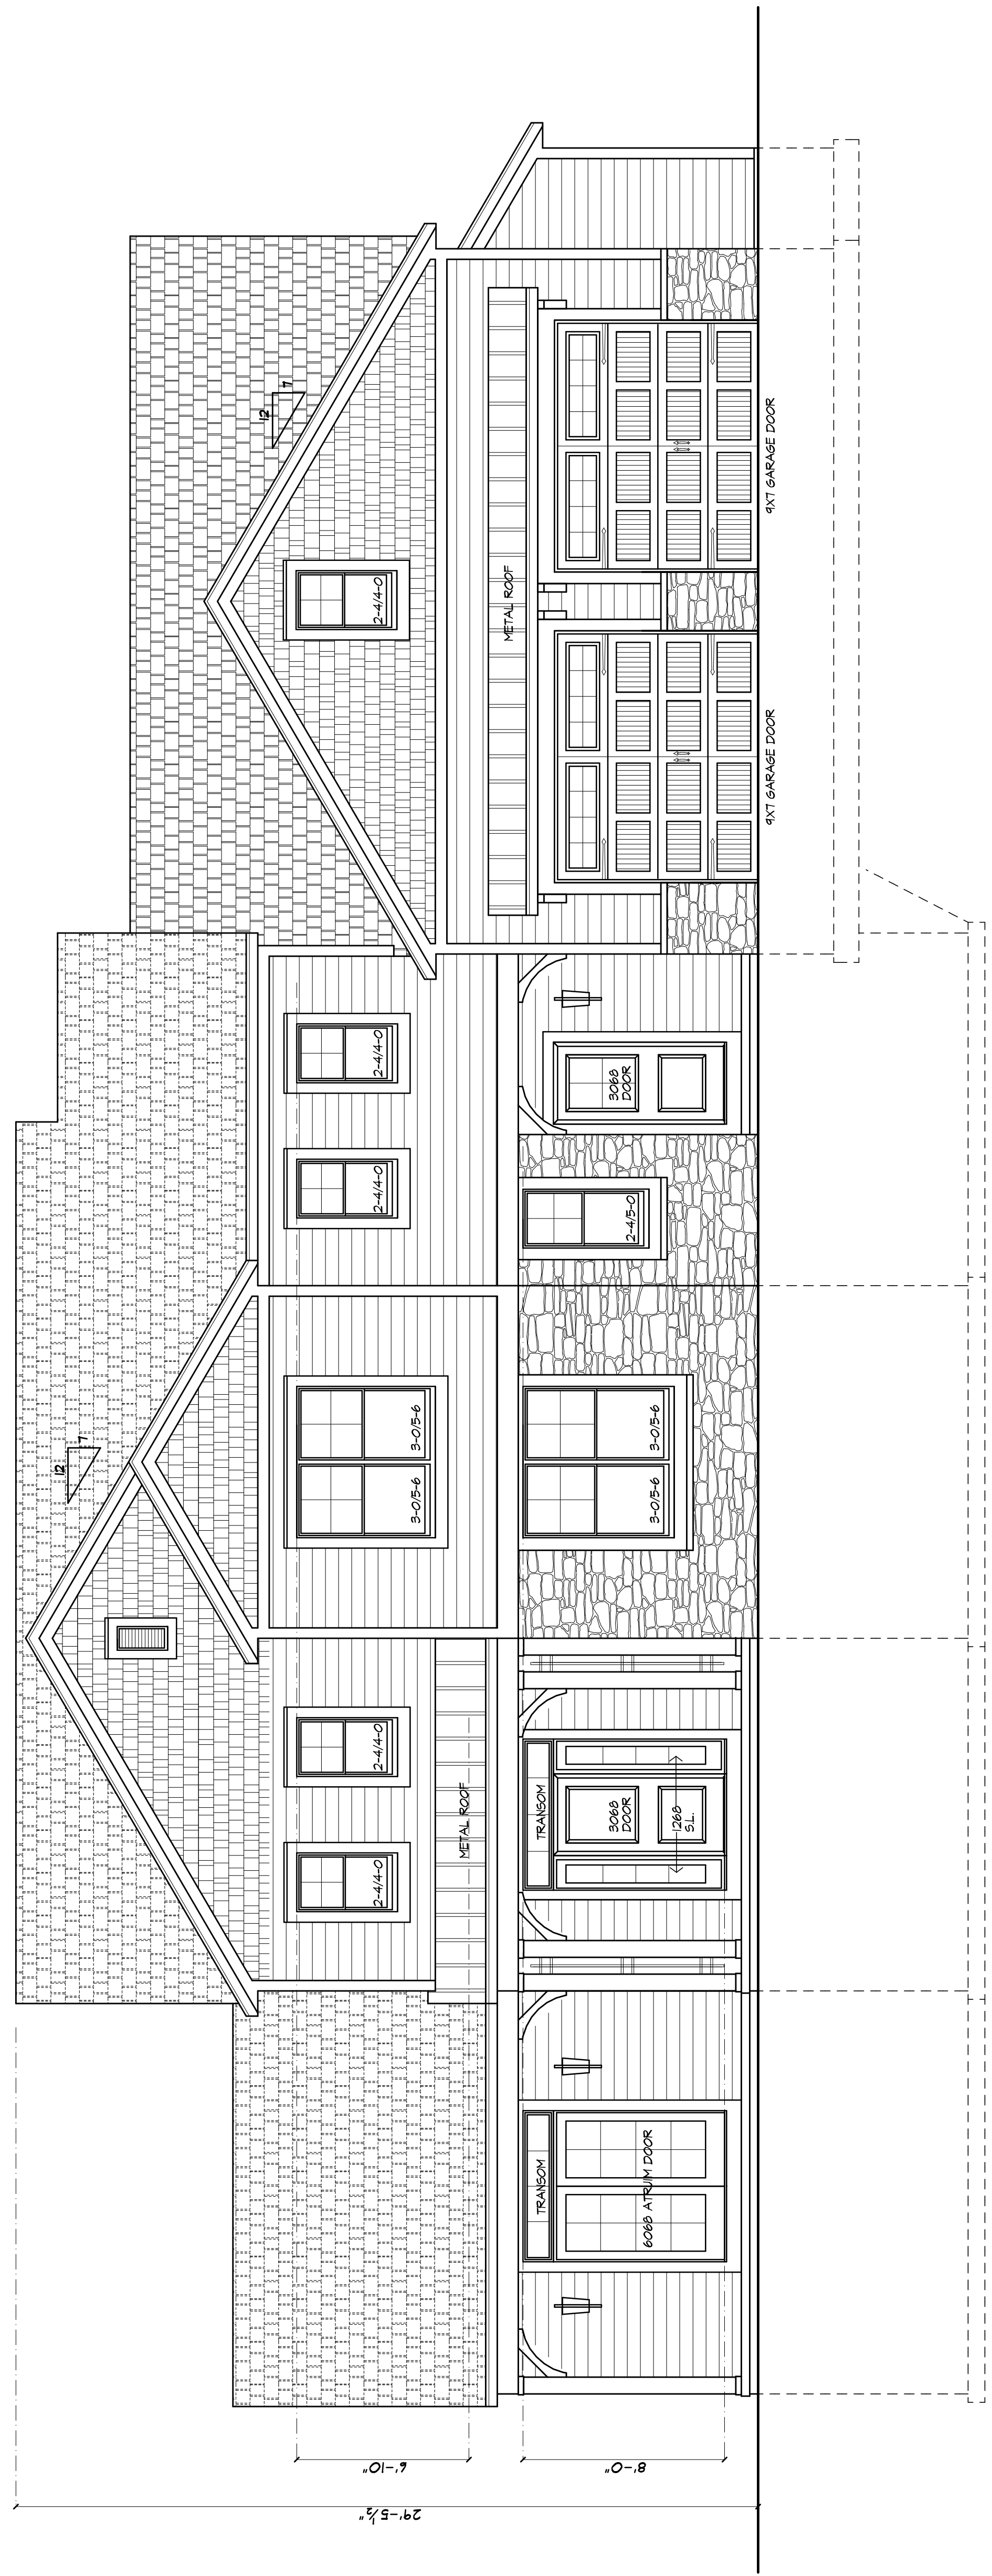 29'-5 1/2"
6'-10"
8'-0"
12
7
12
7
2-4/4-0
2-4/4-0
3-0/5-6
3-0/5-6
2-4/4-0
2-4/4-0
2-4/4-0
METAL ROOF
METAL ROOF
TRANSOM
6068 ATRUIM DOOR
TRANSOM
3068
DOOR
1268
S.L.
3-0/5-6
3-0/5-6
2-4/5-0
3068
DOOR
9X7 GARAGE DOOR
9X7 GARAGE DOOR